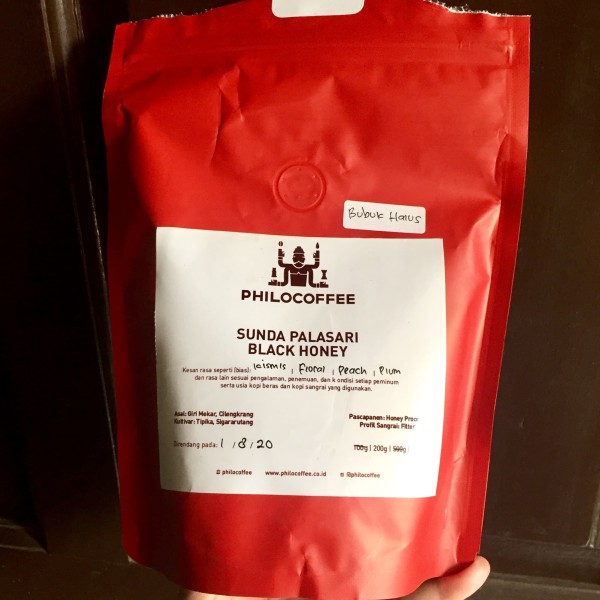 Bubuk Halus
PHILOCOFFEE
SUNDA PALASARI
BLACK HONEY
Kesan rasa seperti (bias): kismis, Floral, Peach, Plum
dan rasa lain sesuai pengalaman, penemuan, dan kondisi setiap peminum
serta usia kopi beras dan kopi sangrai yang digunakan.
Asal: Giri Mekar, Cilengkrang
Kultivar: Tipika, Sigararutang
Pascapanen: Honey Proce
Profil Sangrai: Filter
Direndang pada: 1 / 8 / 20
100g | 200g | 500g |
philocoffee www.philocoffee.co.id @philocoffee